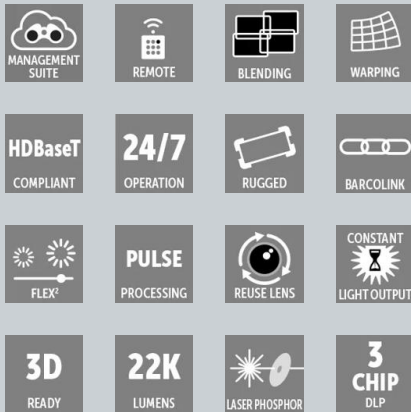 MANAGEMENT
SUITE
REMOTE
BLENDING
WARPING
HDBaseT
COMPLIANT
24/7
OPERATION
RUGGED
BARCOLINK
FLEX²
PULSE
PROCESSING
REUSE LENS
CONSTANT
LIGHT OUTPUT
3D
READY
22K
LUMENS
LASER PHOSPHOR
3
CHIP
DLP